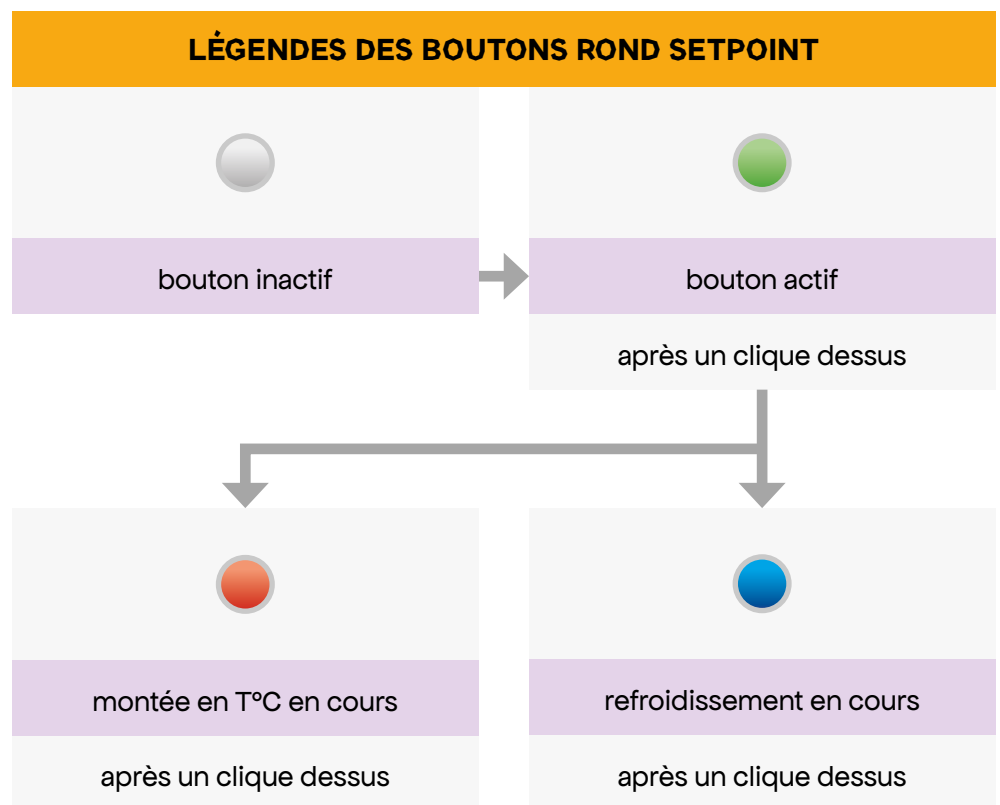 LÉGENDES DES BOUTONS ROND SETPOINT
bouton inactif
bouton actif
après un clique dessus
montée en T°C en cours
refroidissement en cours
après un clique dessus
après un clique dessus